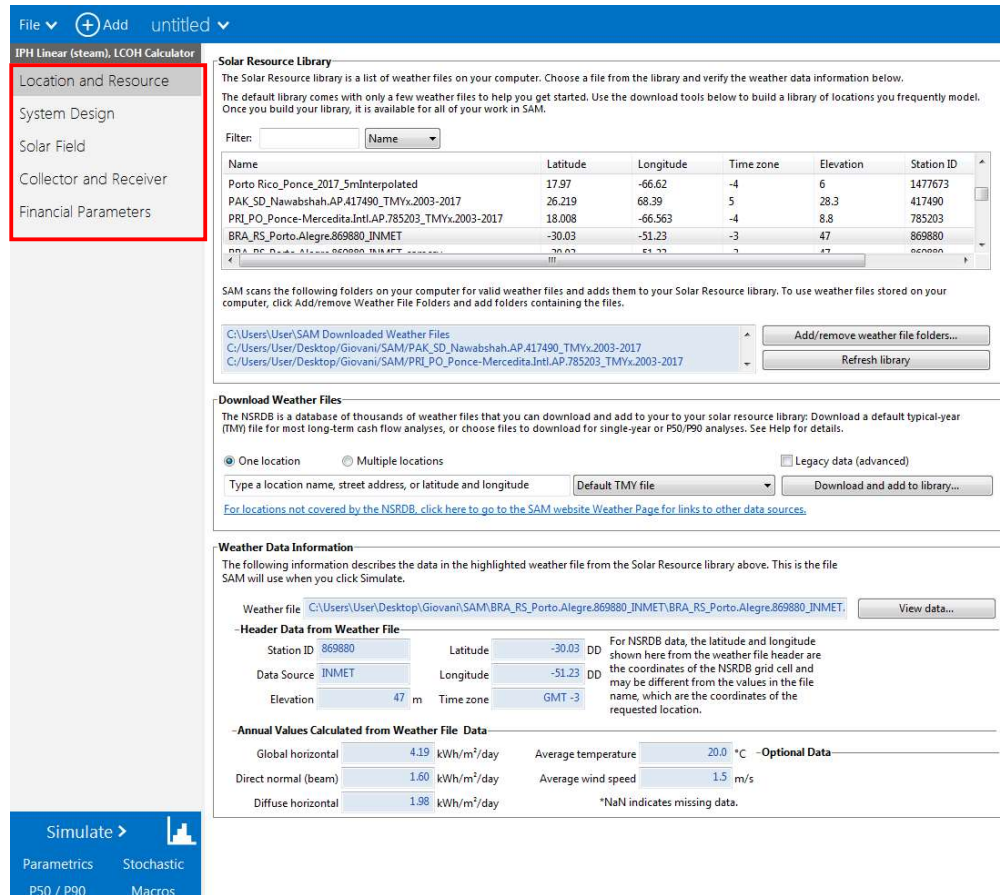 File Add untitled
IPH Linear (steam), LCOH Calculator
Location and Resource
System Design
Solar Field
Collector and Receiver
Financial Parameters
Solar Resource Library
The Solar Resource library is a list of weather files on your computer. Choose a file from the library and verify the weather data information below.
The default library comes with only a few weather files to help you get started. Use the download tools below to build a library of locations you frequently model.
Once you build your library, it is available for all of your work in SAM.
Filter: Name
Name Latitude Longitude Time zone Elevation Station ID
Porto Rico_Ponce_2017_5mInterpolated 17.97 -66.62 -4 6 1477673
PAK_SD_Nawabshah.AP.417490_TMYx.2003-2017 26.219 68.39 5 28.3 417490
PRI_PO_Ponce-Mercedita.Intl.AP.785203_TMYx.2003-2017 18.008 -66.563 -4 8.8 785203
BRA_RS_Porto.Alegre.869880_INMET -30.03 -51.23 -3 47 869880
SAM scans the following folders on your computer for valid weather files and adds them to your Solar Resource library. To use weather files stored on your
computer, click Add/remove Weather File Folders and add folders containing the files.
C:\Users\User\SAM Downloaded Weather Files
C:/Users/User/Desktop/Giovani/SAM/PAK_SD_Nawabshah.AP.417490_TMYx.2003-2017
C:/Users/User/Desktop/Giovani/SAM/PRI_PO_Ponce-Mercedita.Intl.AP.785203_TMYx.2003-2017
Add/remove weather file folders...
Refresh library
Download Weather Files
The NSRDB is a database of thousands of weather files that you can download and add to your to your solar resource library: Download a default typical-year
(TMY) file for most long-term cash flow analyses, or choose files to download for single-year or P50/P90 analyses. See Help for details.
One location Multiple locations Legacy data (advanced)
Type a location name, street address, or latitude and longitude Default TMY file Download and add to library...
For locations not covered by the NSRDB, click here to go to the SAM website Weather Page for links to other data sources.
Weather Data Information
The following information describes the data in the highlighted weather file from the Solar Resource library above. This is the file
SAM will use when you click Simulate.
Weather file C:\Users\User\Desktop\Giovani\SAM\BRA_RS_Porto.Alegre.869880_INMET\BRA_RS_Porto.Alegre.869880_INMET. View data...
Header Data from Weather File
Station ID 869880 Latitude -30.03 DD
Data Source INMET Longitude -51.23 DD
Elevation 47 m Time zone GMT -3
For NSRDB data, the latitude and longitude
shown here from the weather file header are
the coordinates of the NSRDB grid cell and
may be different from the values in the file
name, which are the coordinates of the
requested location.
Annual Values Calculated from Weather File Data
Global horizontal 4.19 kWh/m²/day Average temperature 20.0 °C Optional Data
Direct normal (beam) 1.60 kWh/m²/day Average wind speed 1.5 m/s
Diffuse horizontal 1.98 kWh/m²/day *NaN indicates missing data.
Simulate >
Parametrics Stochastic
P50 / P90 Macros